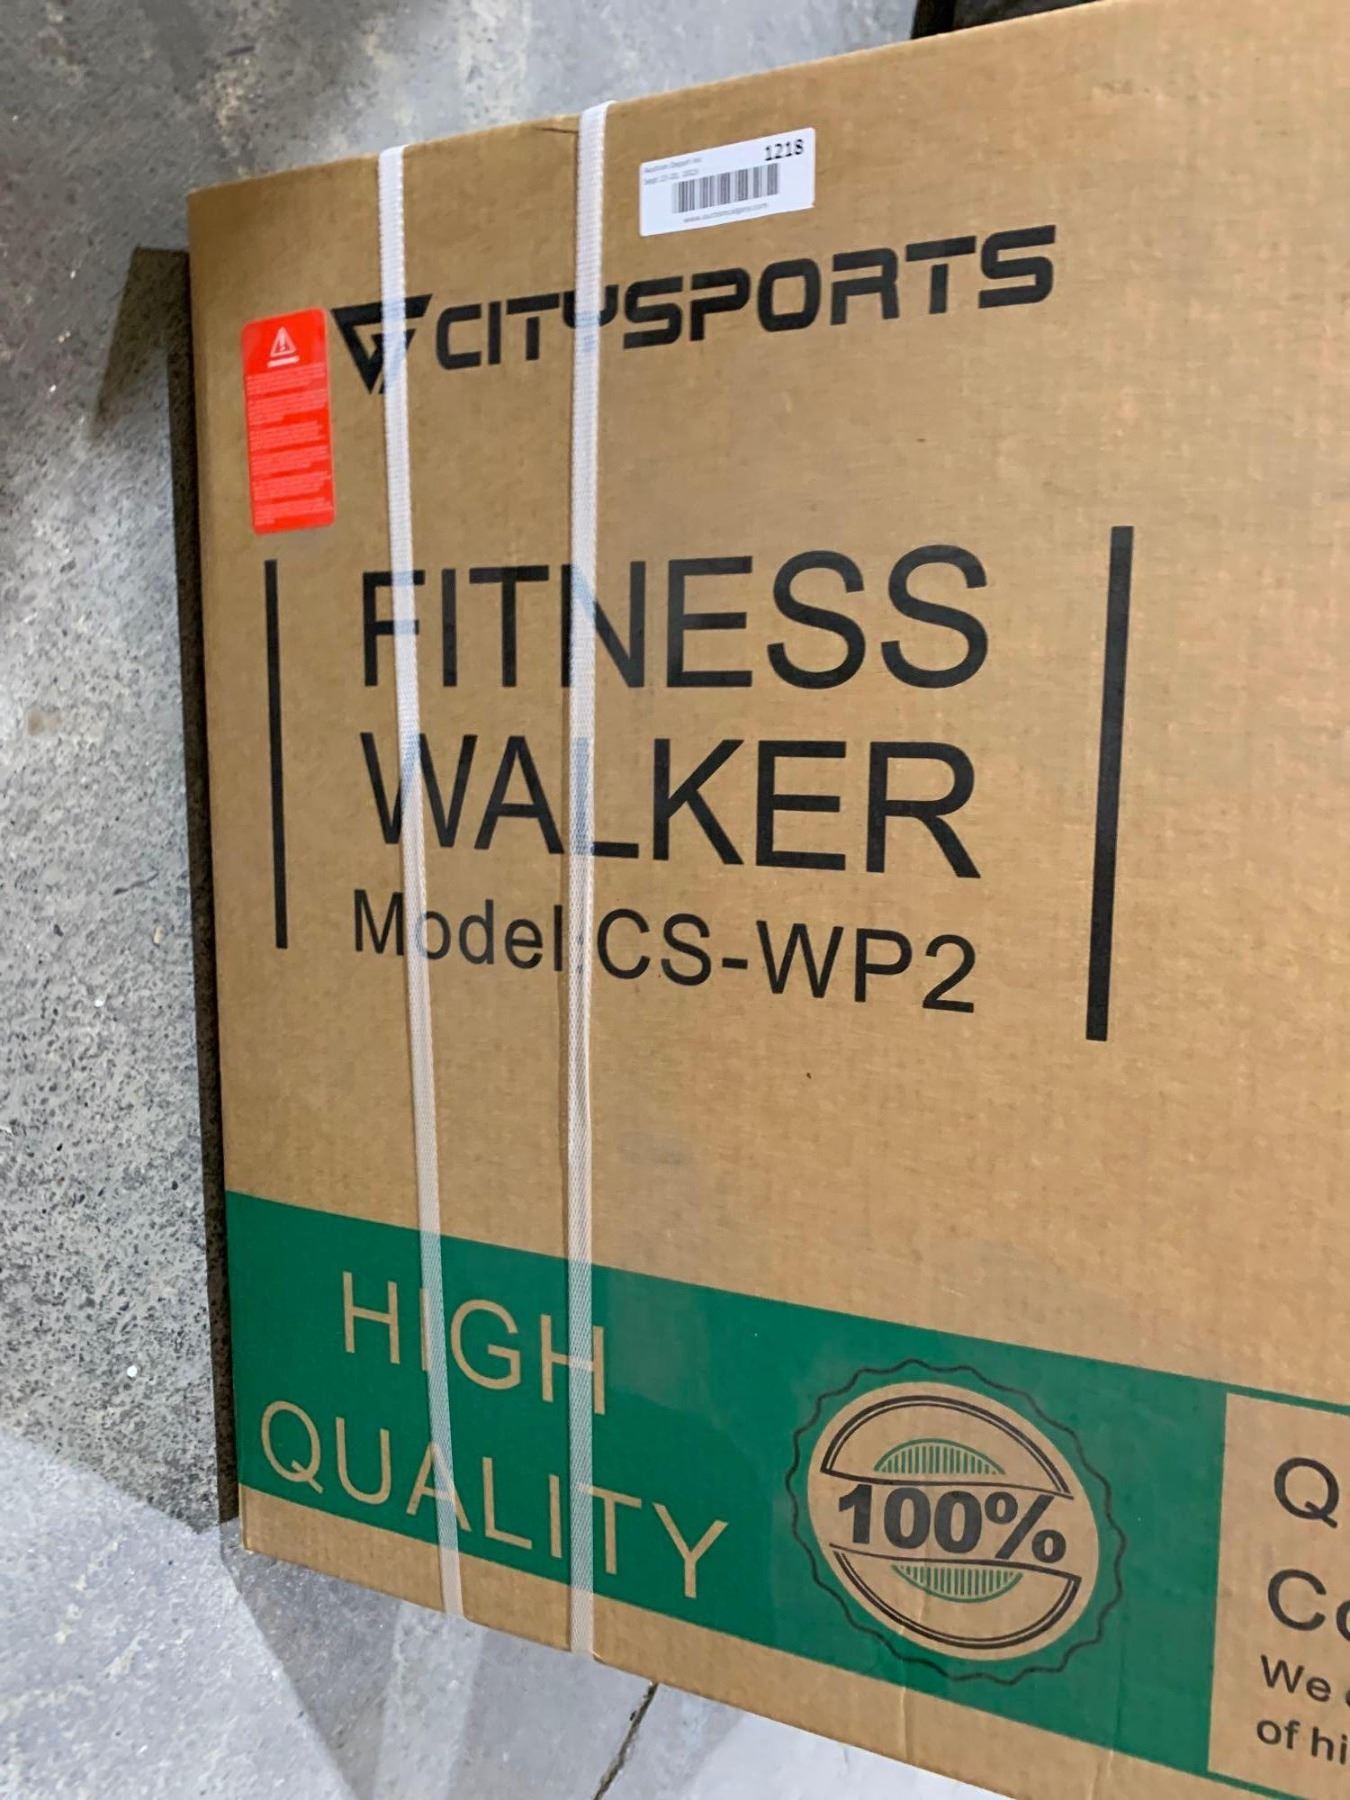 1218
CITYSPORTS
FITNESS
WALKER
Model:CS-WP2
HIGH
QUALITY
100%
Q
Co
We
of hi